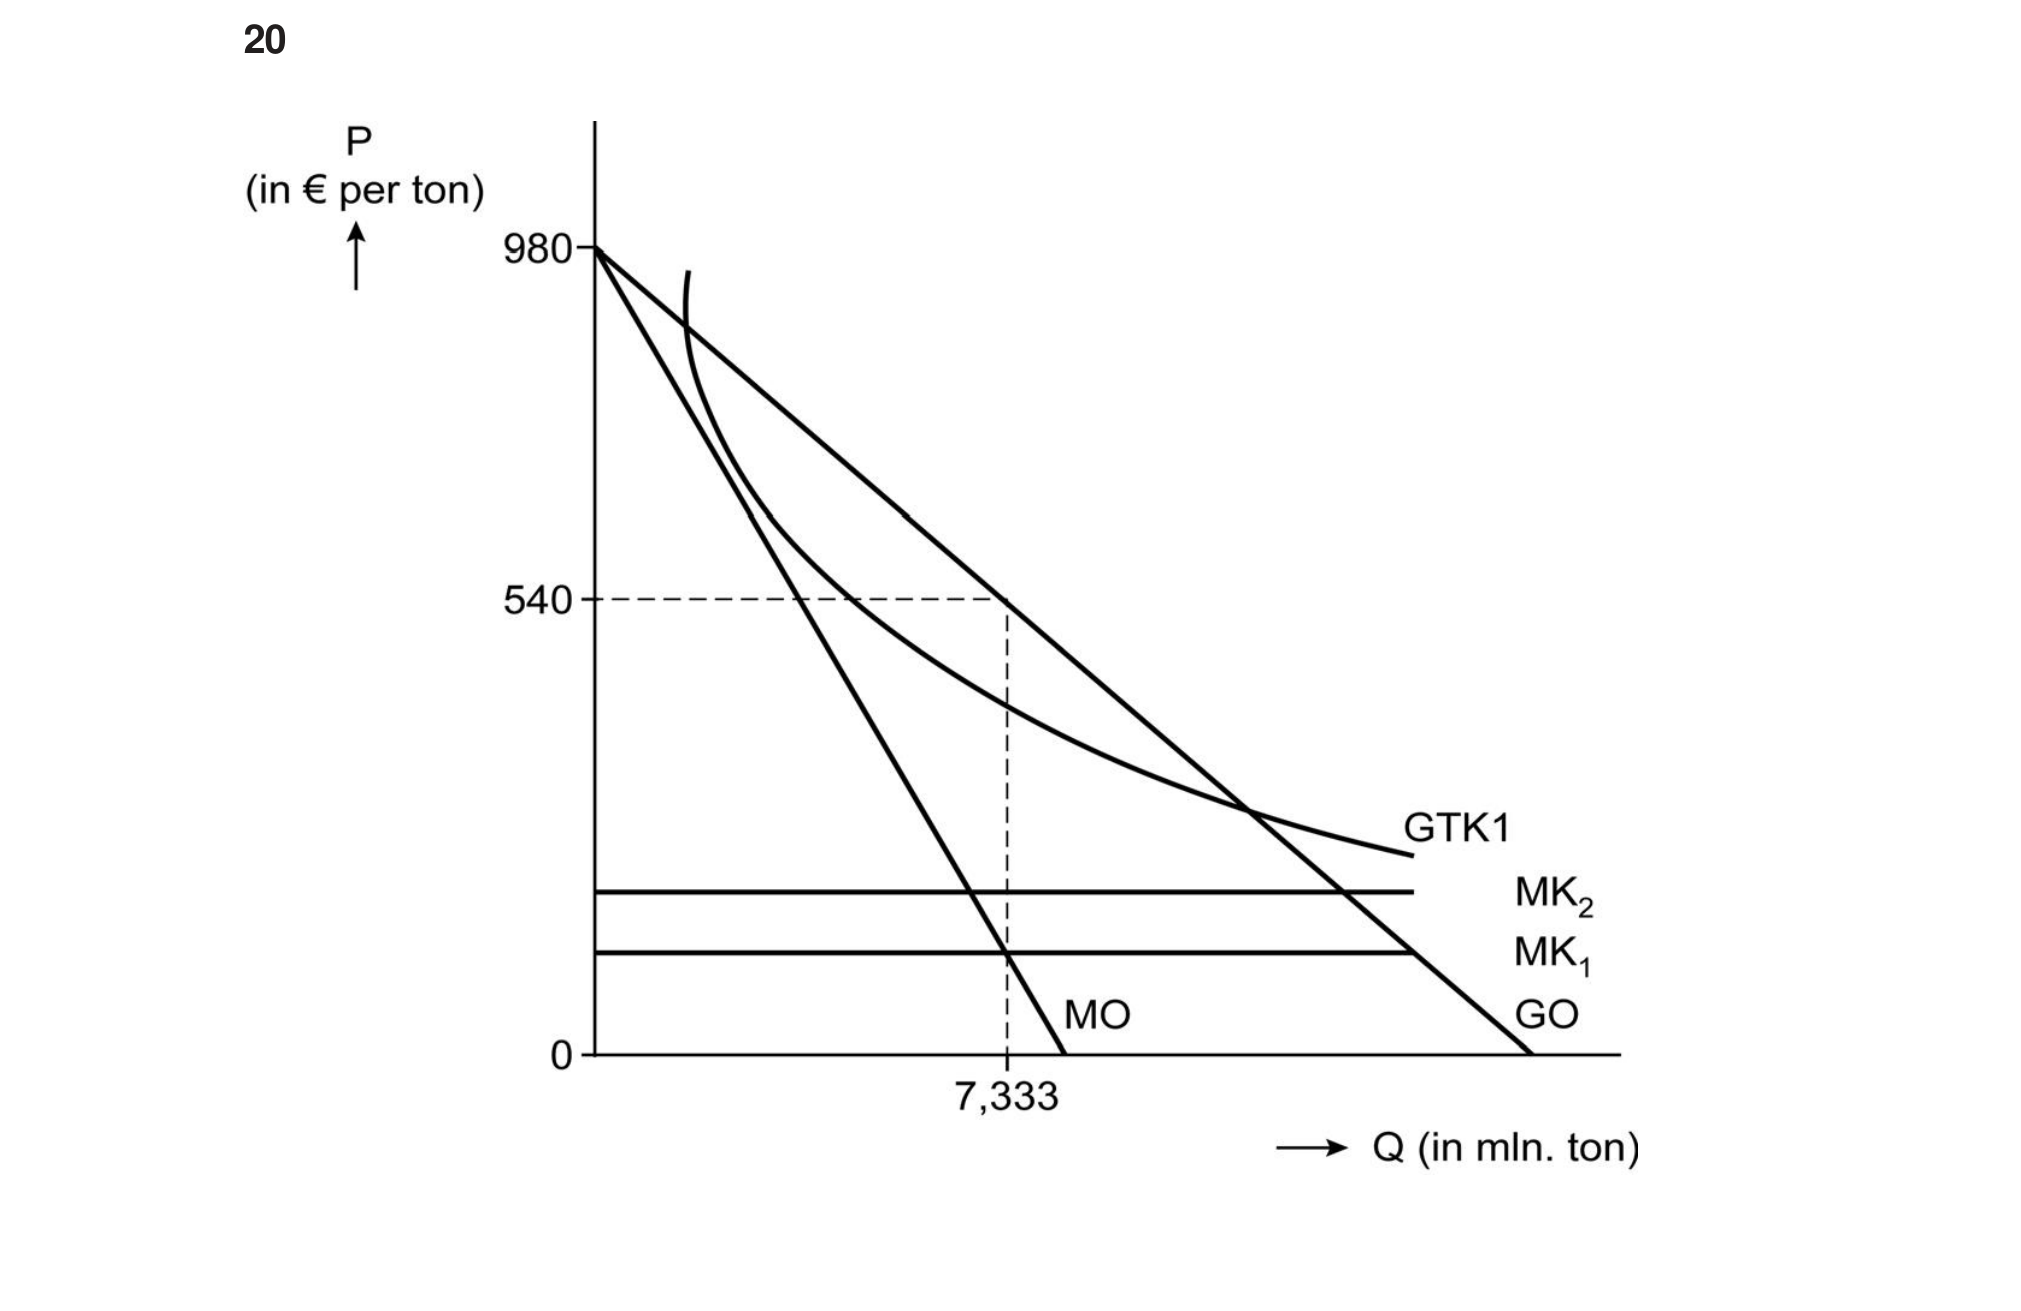 20
P
(in € per ton)
980
540
0
GTK1
MK2
MK1
MO
GO
7,333
Q (in mln. ton)